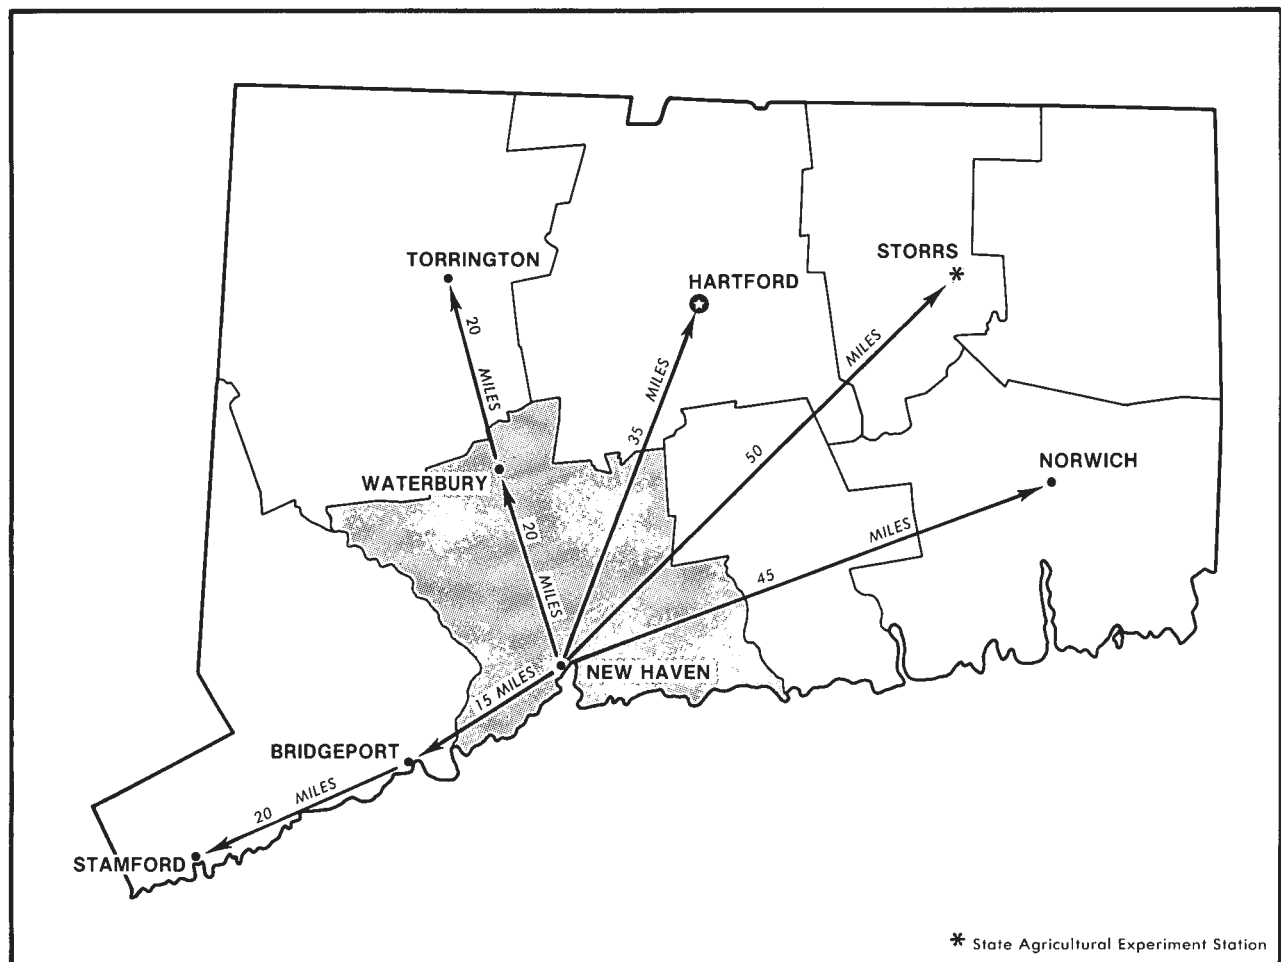 TORRINGTON
STORRS
HARTFORD
20 MILES
35 MILES
50 MILES
WATERBURY
NORWICH
20 MILES
45 MILES
NEW HAVEN
15 MILES
BRIDGEPORT
20 MILES
STAMFORD
* State Agricultural Experiment Station